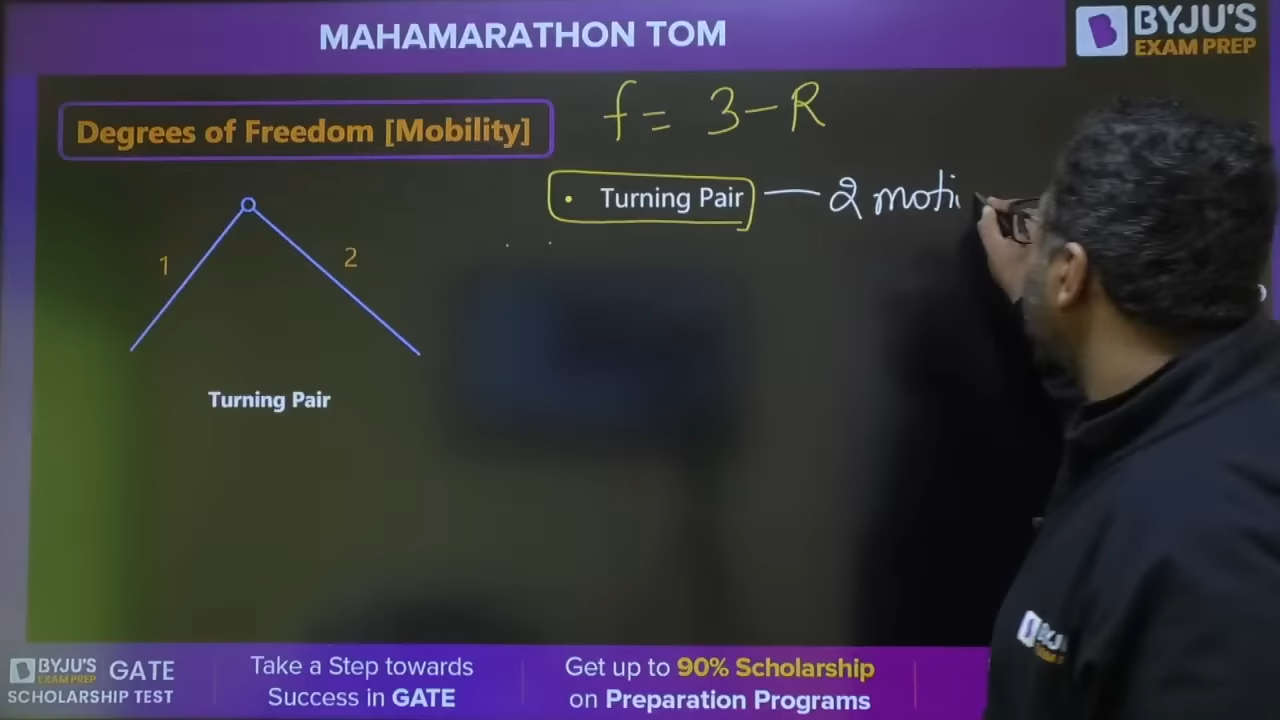 MAHAMARATHON TOM
BYJU'S
EXAM PREP
Degrees of Freedom [Mobility]
f = 3 - R
• Turning Pair — 2 moti
1
2
Turning Pair
BYJU'S
EXAM PREP
GATE
SCHOLARSHIP TEST
Take a Step towards
Success in GATE
Get up to 90% Scholarship
on Preparation Programs